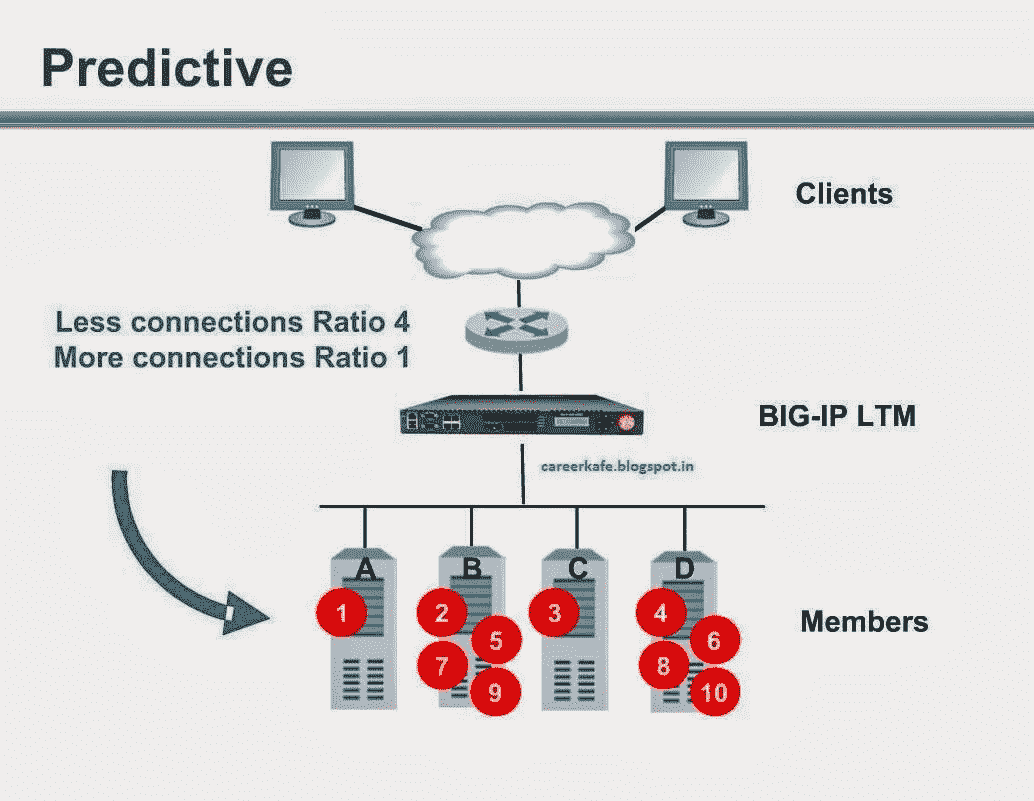 Predictive
Clients
Less connections Ratio 4
More connections Ratio 1
BIG-IP LTM
careerkafe.blogspot.in
A B C D
1 2 3 4
5 6
7 8
9 10
Members